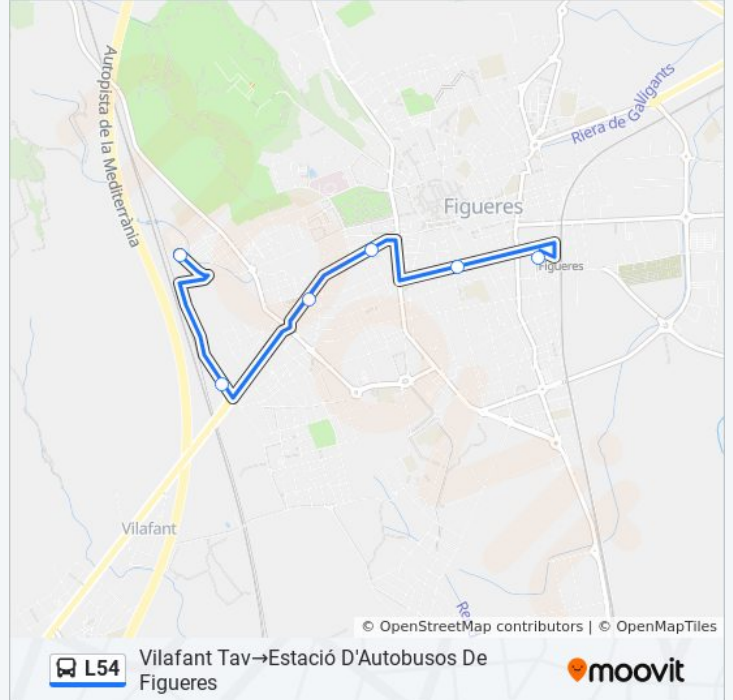 Autopista de la Mediterrània
Riera de Galligants
Figueres
Figueres
Vilafant
Re
© OpenStreetMap contributors | © OpenMapTiles
L54
Vilafant Tav→Estació D'Autobusos De
Figueres
moovit